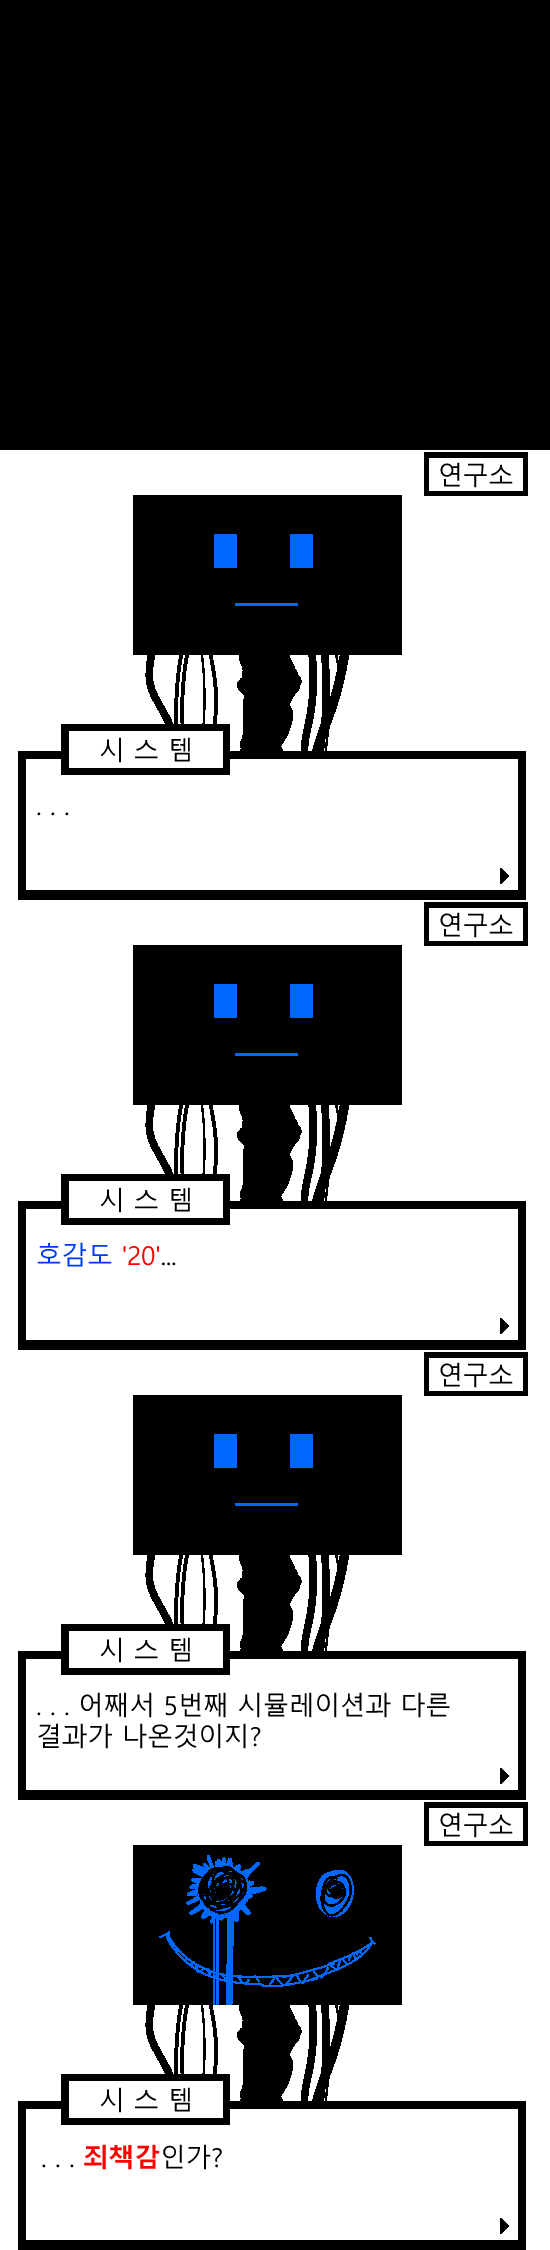 연구소
시 스 템
. . .
연구소
시 스 템
호감도 '20'...
연구소
시 스 템
. . . 어째서 5번째 시뮬레이션과 다른
결과가 나온것이지?
연구소
시 스 템
. . . 죄책감인가?